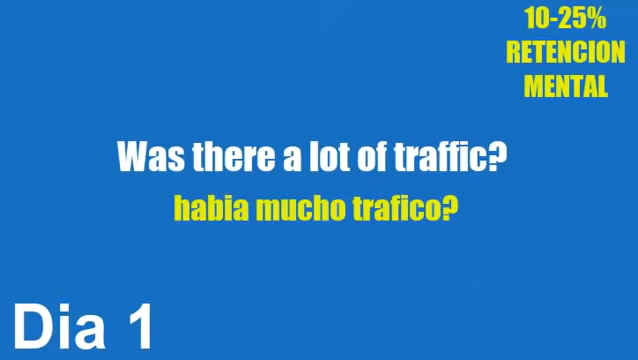 10-25%
RETENCION
MENTAL
Was there a lot of traffic?
habia mucho trafico?
Dia 1